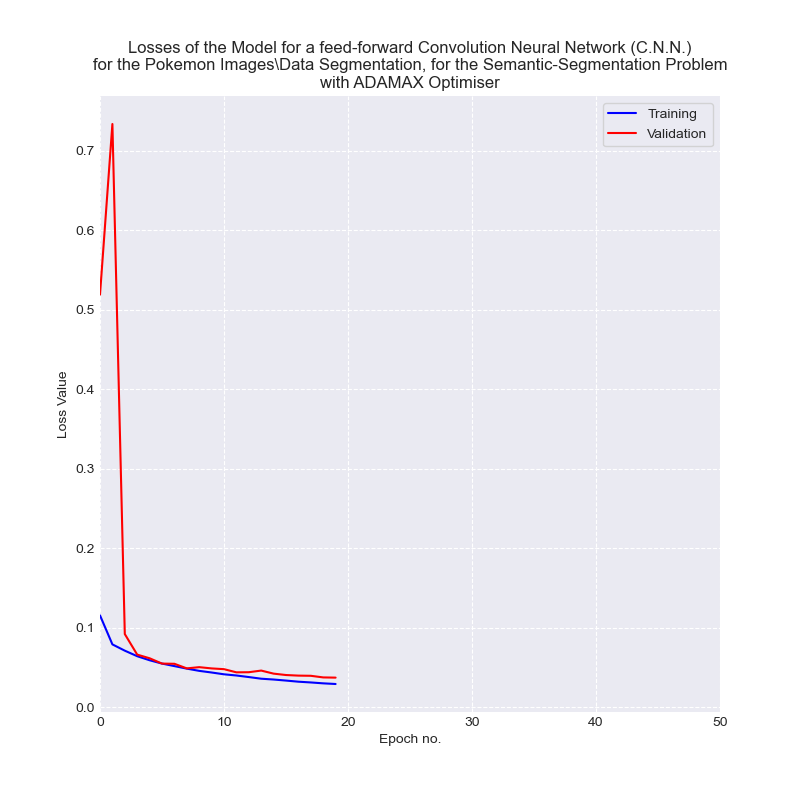 Losses of the Model for a feed-forward Convolution Neural Network (C.N.N.)
for the Pokemon Images\Data Segmentation, for the Semantic-Segmentation Problem
with ADAMAX Optimiser
Training
Validation
0.7
0.6
0.5
0.4
0.3
0.2
0.1
0.0
Loss Value
0 10 20 30 40 50
Epoch no.